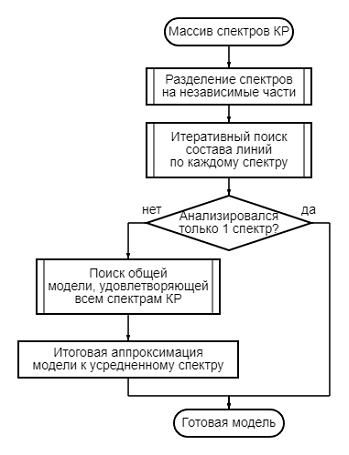 Массив спектров КР
Разделение спектров
на независимые части
Итеративный поиск
состава линий
по каждому спектру
нет
Анализировался
только 1 спектр?
да
Поиск общей
модели, удовлетворяющей
всем спектрам КР
Итоговая аппроксимация
модели к усредненному спектру
Готовая модель